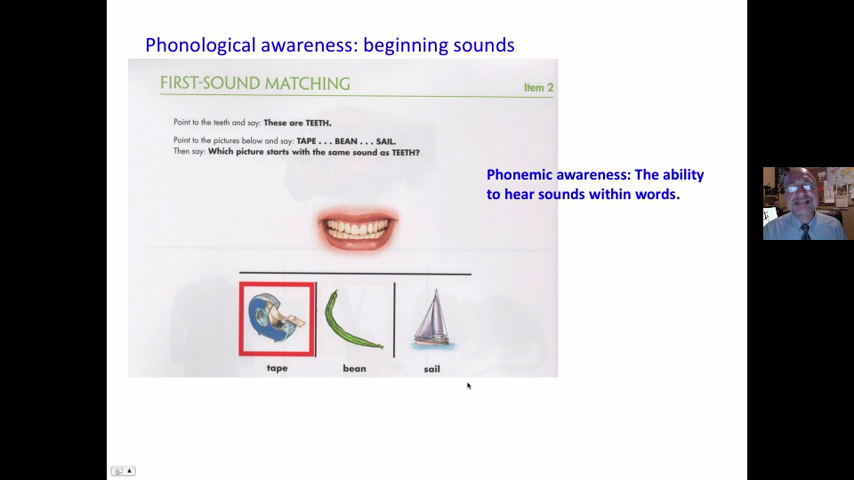 Phonological awareness: beginning sounds
FIRST-SOUND MATCHING
Item 2
Point to the teeth and say: These are TEETH.
Point to the pictures below and say: TAPE . . . BEAN . . . SAIL.
Then say: Which picture starts with the same sound as TEETH?
Phonemic awareness: The ability
to hear sounds within words.
tape
bean
sail